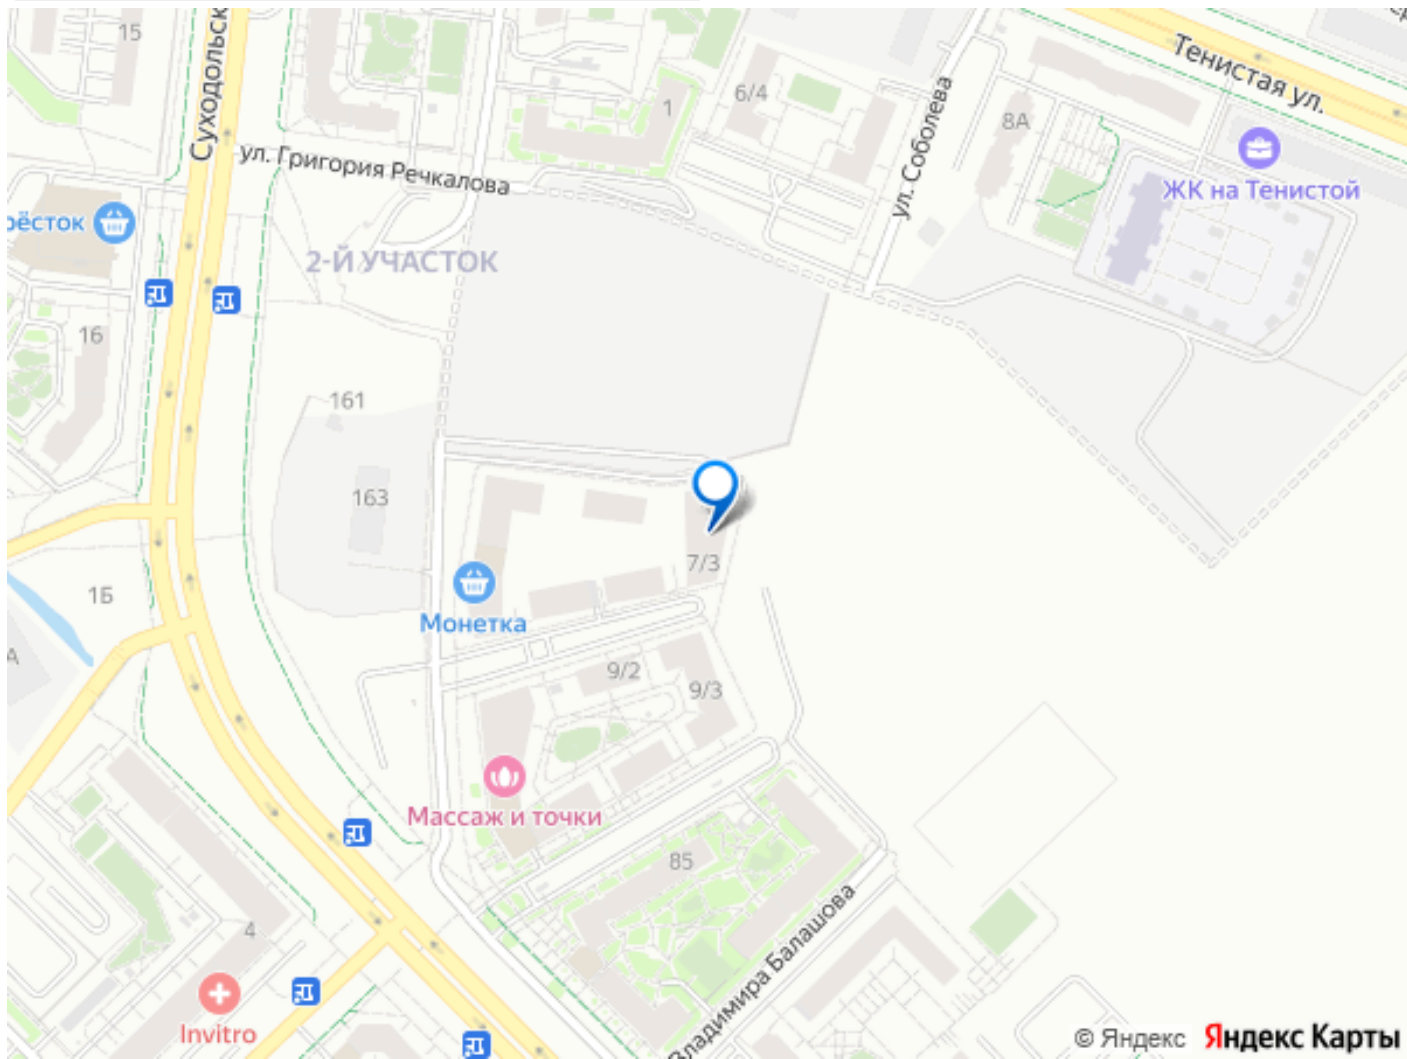 15
Суходольск
Тенистая ул.
6/4
1
8А
ул. Соболева
ул. Григория Речкалова
ЖК на Тенистой
рёсток
2-Й УЧАСТОК
16
161
163
7/3
1Б
Монетка
А
9/2
9/3
Массаж и точки
85
4
Владимира Балашова
Invitro
© Яндекс Яндекс Карты